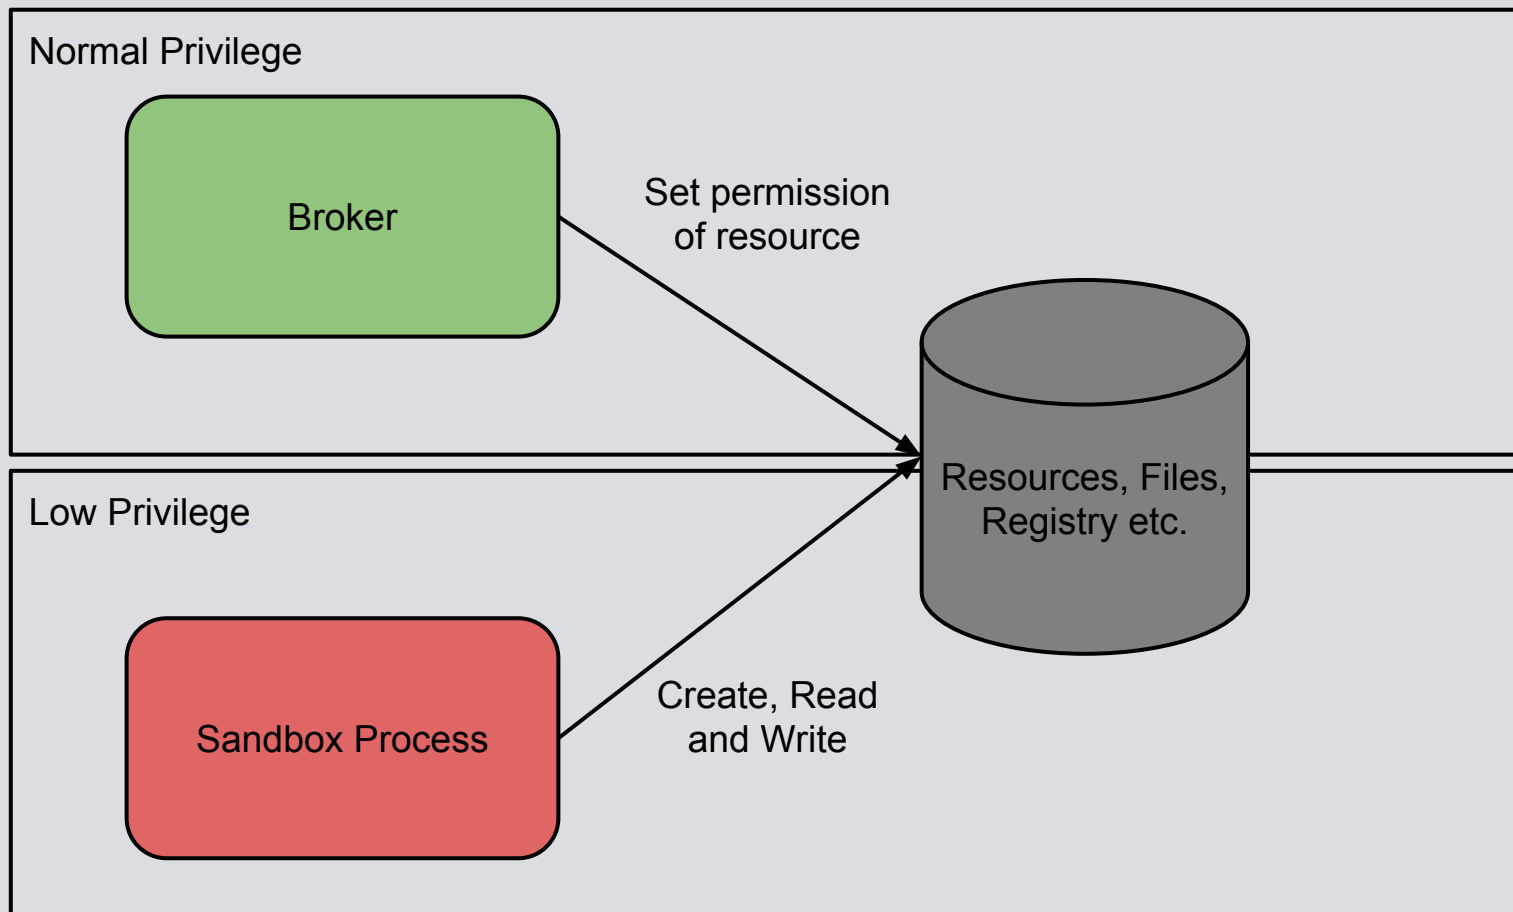 Normal Privilege
Broker
Set permission
of resource
Resources, Files,
Registry etc.
Low Privilege
Sandbox Process
Create, Read
and Write